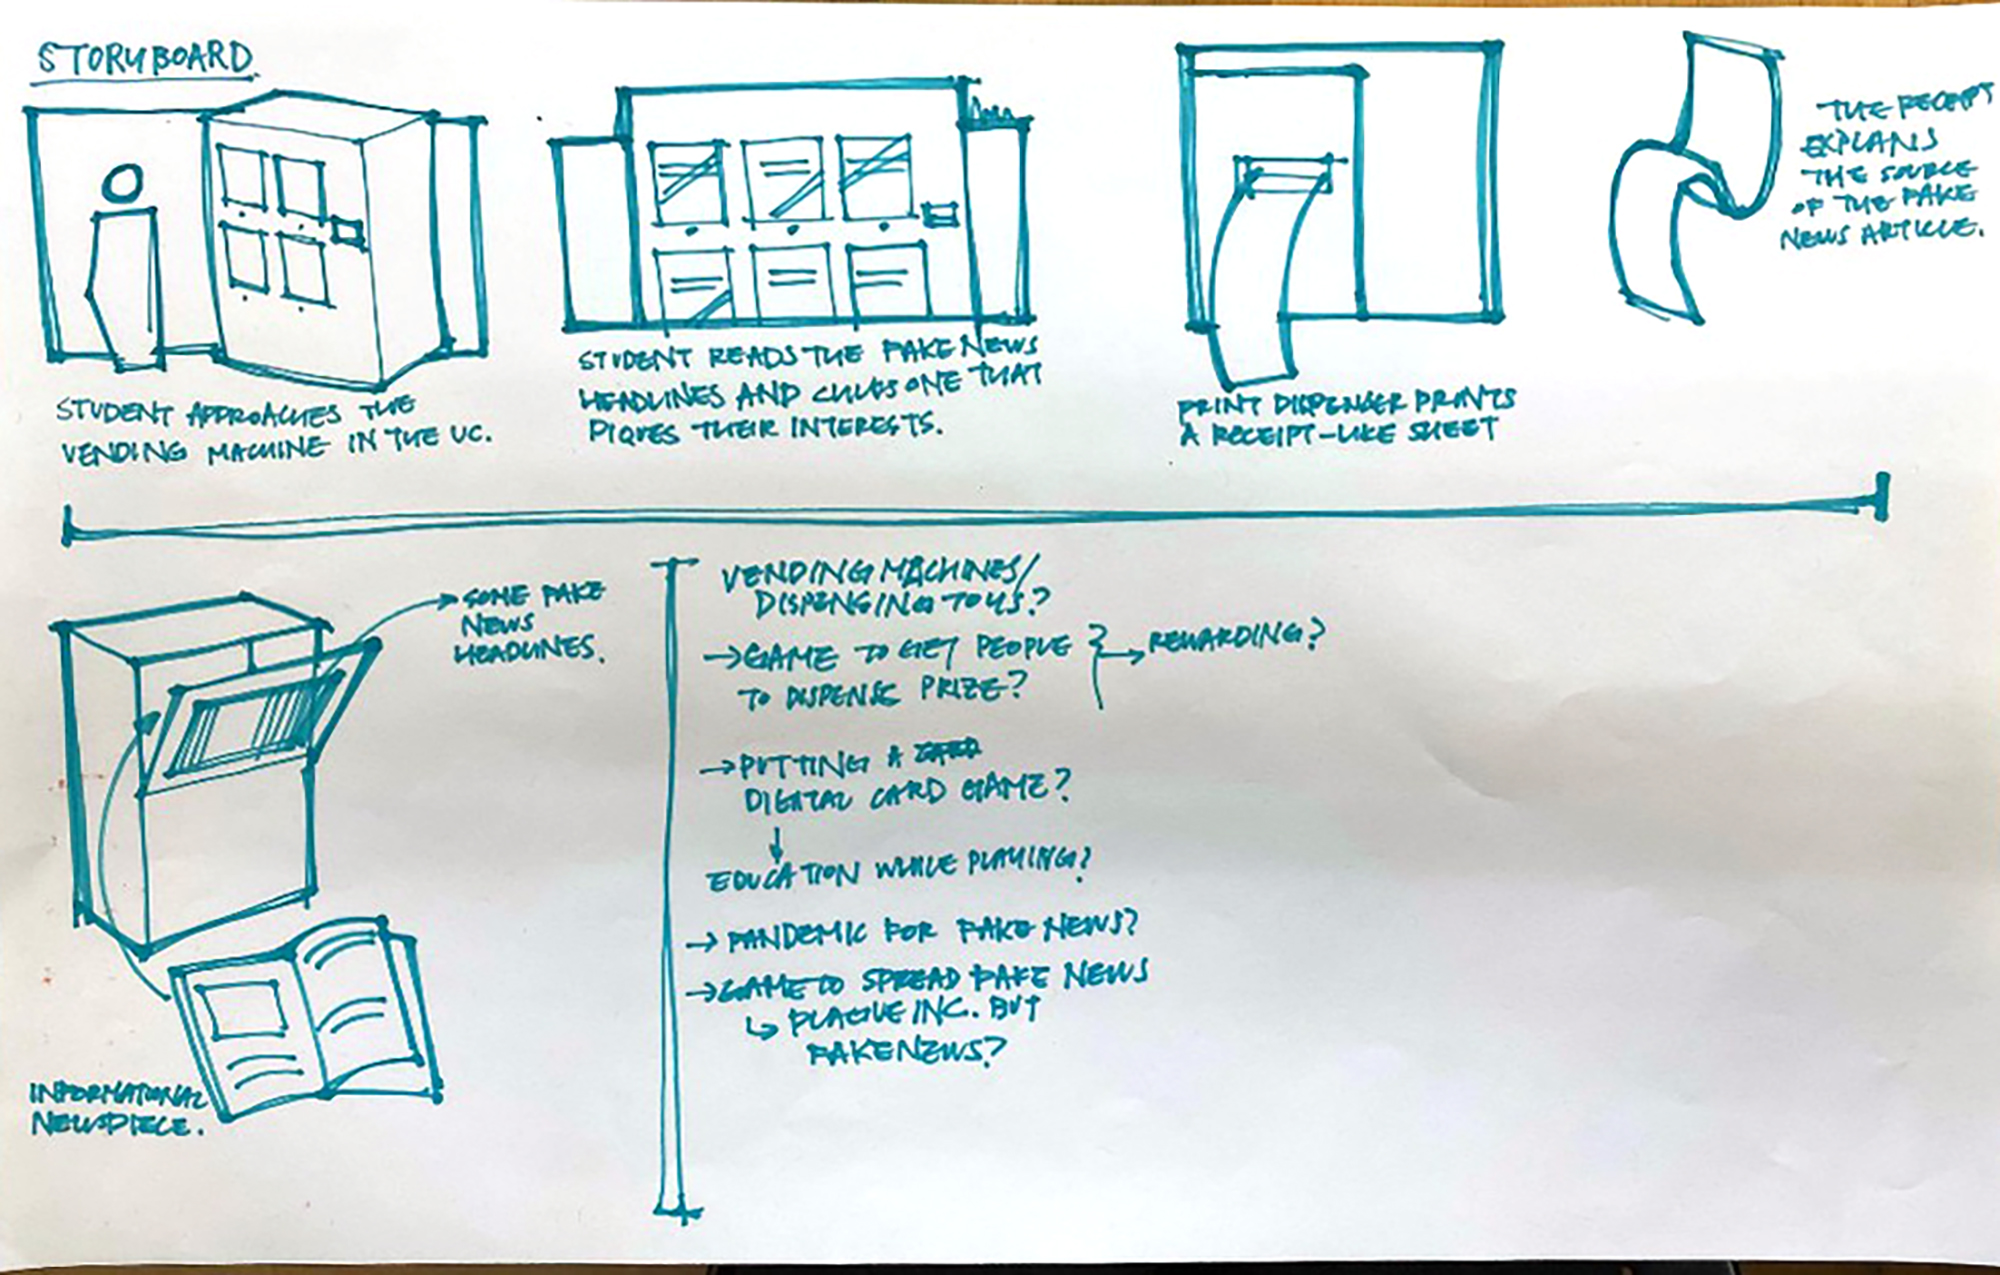 STORYBOARD
STUDENT APPROACHES THE
VENDING MACHINE IN THE UC.
STUDENT READS THE FAKE NEWS
HEADLINES AND CLICKS ONE THAT
PIQUES THEIR INTERESTS.
PRINT DISPENSER PRINTS
A RECEIPT-LIKE SHEET
THE RECEIPT
EXPLAINS
THE SOURCE
OF THE FAKE
NEWS ARTICLE.
SOME FAKE
NEWS
HEADLINES.
INFORMATIONAL
NEWSPIECE.
VENDING MACHINES/
DISPENSING TOYS?
→GAME TO GET PEOPLE
TO DISPENSE PRIZE?
→REWARDING?
→PUTTING A
DIGITAL CARD GAME?
↓
EDUCATION WHILE PLAYING?
→ PANDEMIC FOR FAKE NEWS?
→GAME TO SPREAD FAKE NEWS
↳ PLAGUE INC. BUT
FAKE NEWS?